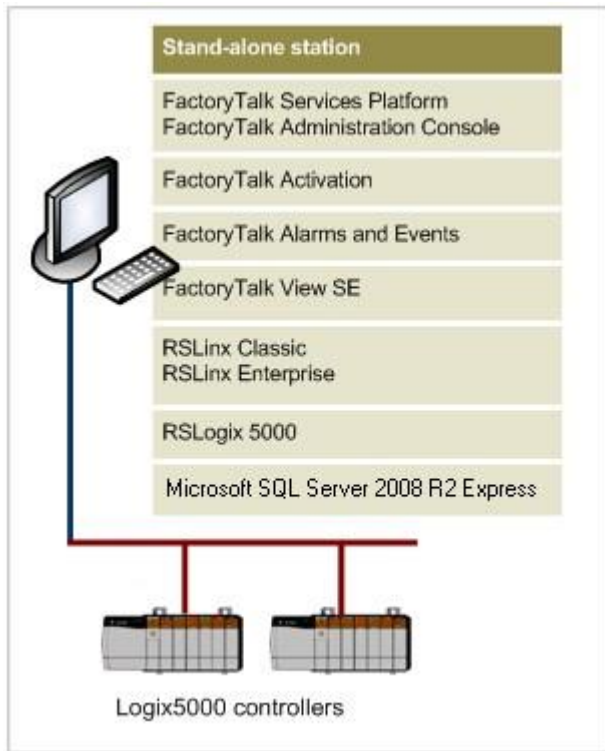 Stand-alone station
FactoryTalk Services Platform
FactoryTalk Administration Console
FactoryTalk Activation
FactoryTalk Alarms and Events
FactoryTalk View SE
RSLinx Classic
RSLinx Enterprise
RSLogix 5000
Microsoft SQL Server 2008 R2 Express
Logix5000 controllers